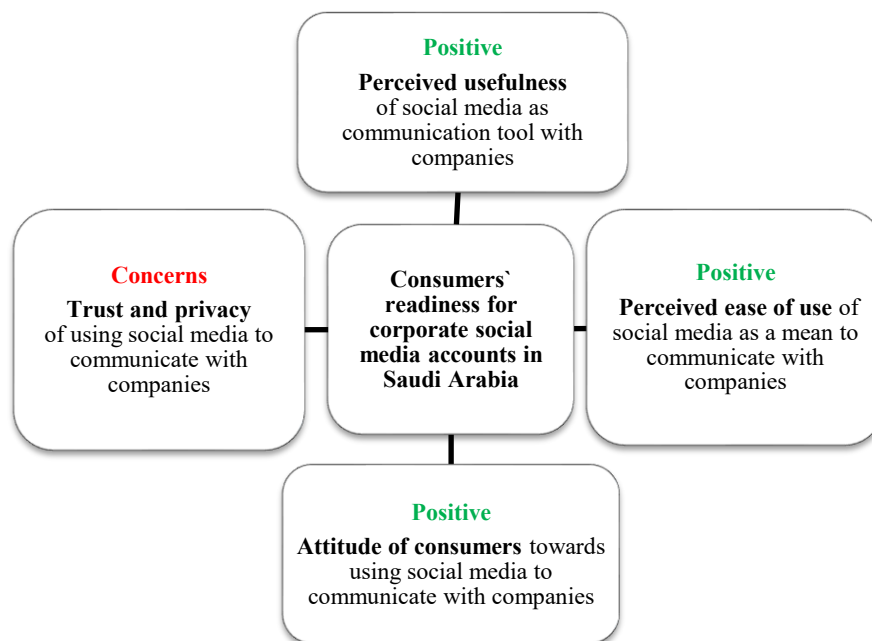 Positive
Perceived usefulness
of social media as
communication tool with
companies
Concerns
Trust and privacy
of using social media to
communicate with
companies
Consumers`
readiness for
corporate social
media accounts in
Saudi Arabia
Positive
Perceived ease of use of
social media as a mean to
communicate with
companies
Positive
Attitude of consumers towards
using social media to
communicate with companies